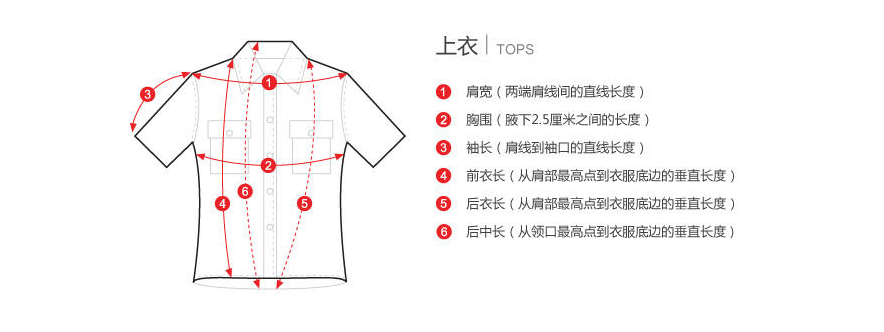 上衣 | TOPS
1 肩宽（两端肩线间的直线长度）
2 胸围（腋下2.5厘米之间的长度）
3 袖长（肩线到袖口的直线长度）
4 前衣长（从肩部最高点到衣服底边的垂直长度）
5 后衣长（从肩部最高点到衣服底边的垂直长度）
6 后中长（从领口最高点到衣服底边的垂直长度）
1
3
2
6
4
5